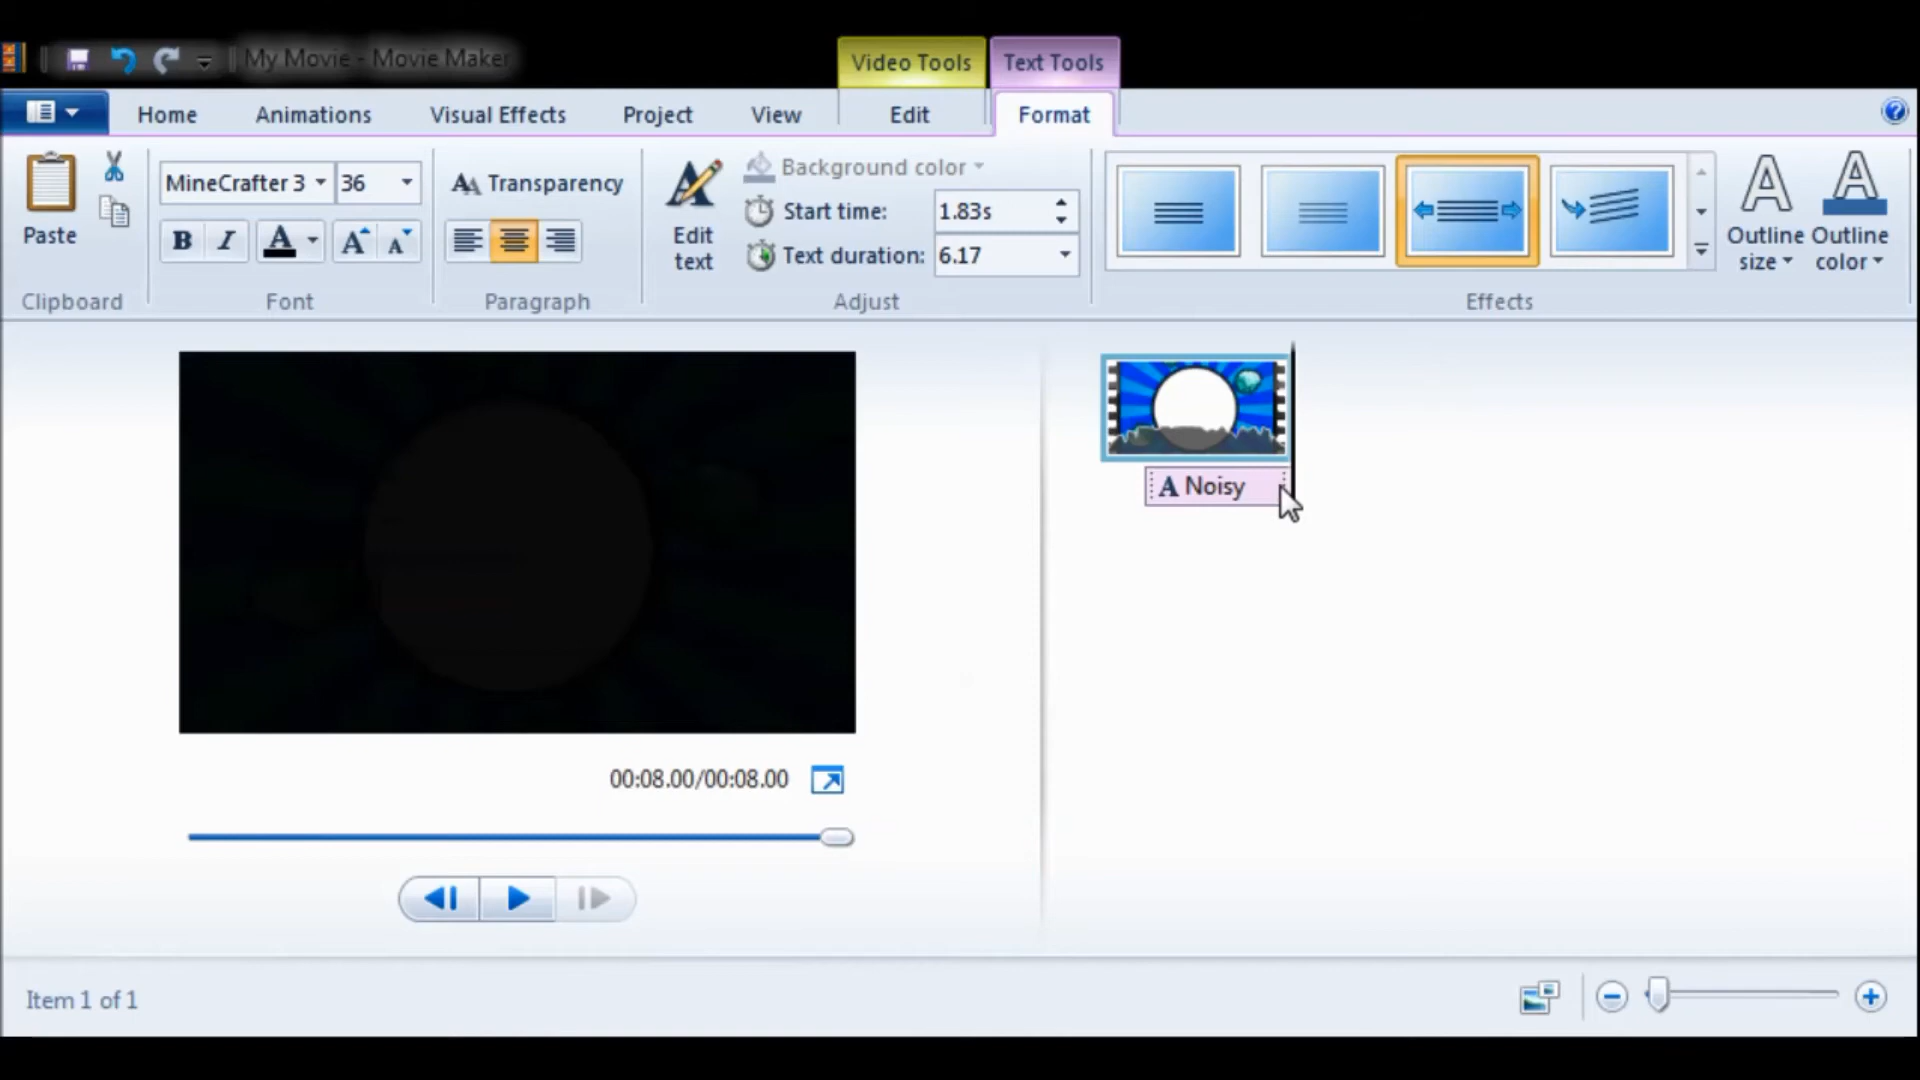 My Movie - Movie Maker
Video Tools
Text Tools
Home
Animations
Visual Effects
Project
View
Edit
Format
Paste
Clipboard
MineCrafter 3
36
B I A A A
Font
Transparency
Paragraph
Edit text
Background color
Start time: 1.83s
Text duration: 6.17
Adjust
Effects
Outline size
Outline color
A Noisy
00:08.00/00:08.00
Item 1 of 1